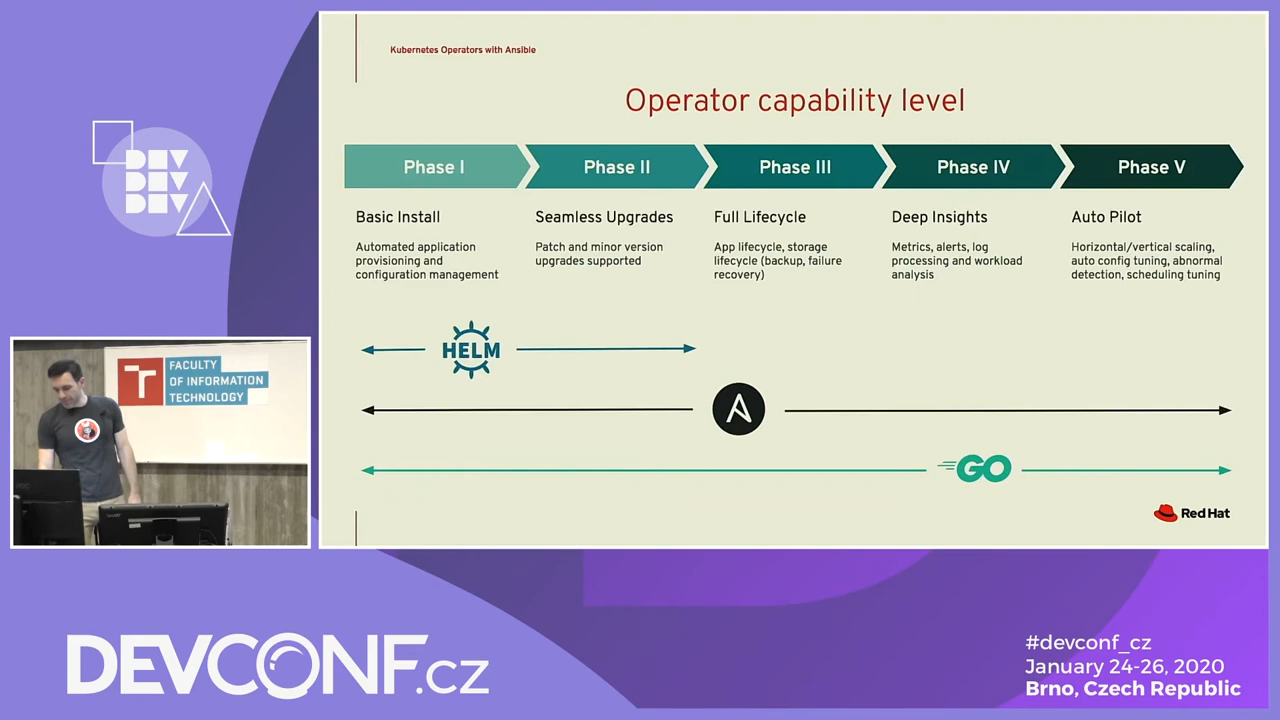 Kubernetes Operators with Ansible
Operator capability level
Phase I
Phase II
Phase III
Phase IV
Phase V
Basic Install
Automated application
provisioning and
configuration management
Seamless Upgrades
Patch and minor version
upgrades supported
Full Lifecycle
App lifecycle, storage
lifecycle (backup, failure
recovery)
Deep Insights
Metrics, alerts, log
processing and workload
analysis
Auto Pilot
Horizontal/vertical scaling,
auto config tuning, abnormal
detection, scheduling tuning
HELM
GO
Red Hat
DEV
DEV
DEV
FACULTY
OF INFORMATION
TECHNOLOGY
DEVCONF.cz
#devconf_cz
January 24-26, 2020
Brno, Czech Republic